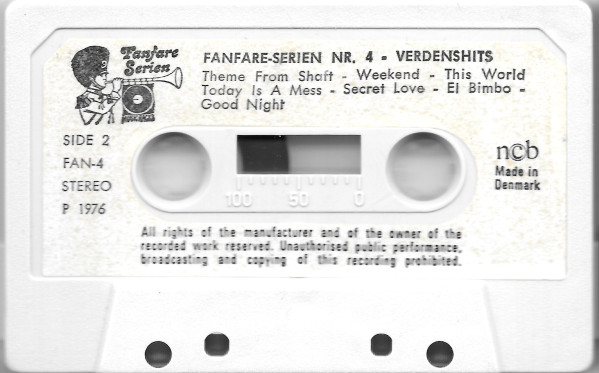 Fanfare
Serien
FANFARE-SERIEN NR. 4 - VERDENSHITS
Theme From Shaft - Weekend - This World
Today Is A Mess - Secret Love - El Bimbo -
Good Night
SIDE 2
FAN-4
STEREO
P 1976
ncb
Made in
Denmark
100 50 0
All rights of the manufacturer and of the owner of the
recorded work reserved. Unauthorised public performance,
broadcasting and copying of this recording prohibited.